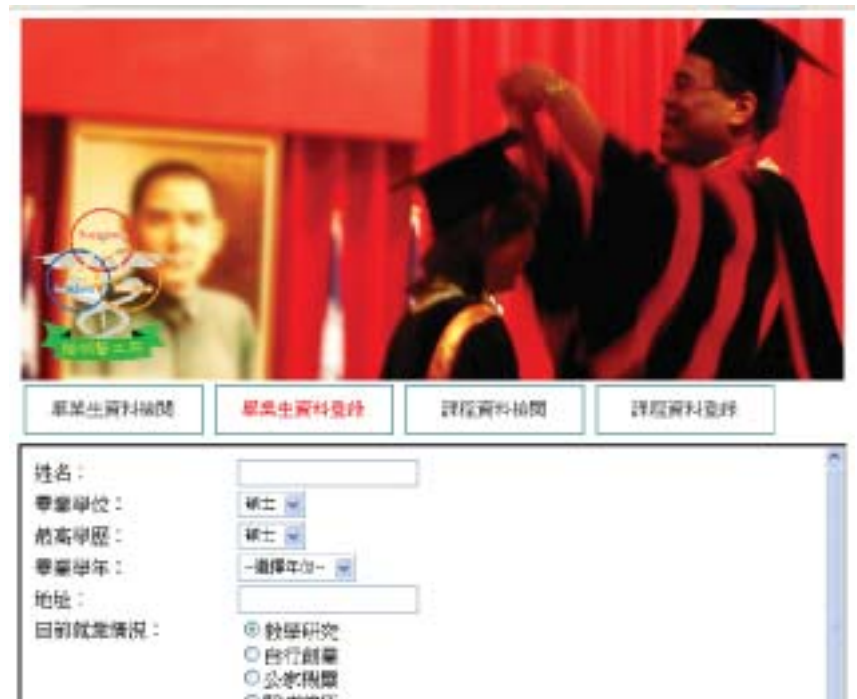 畢業生資料檢閱 畢業生資料登錄 課程資料檢閱 課程資料登錄
姓名：
畢業學位： 碩士
最高學歷： 碩士
畢業學年： --選擇年份--
地址：
目前就業情況： 教學研究
自行創業
公家機關